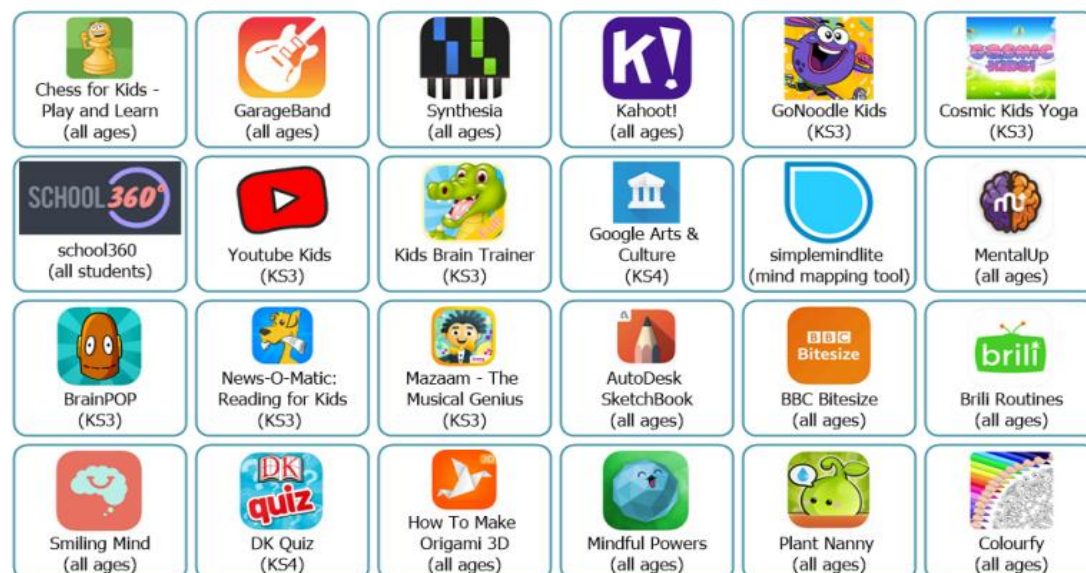 Chess for Kids -
Play and Learn
(all ages)
GarageBand
(all ages)
Synthesia
(all ages)
K!
Kahoot!
(all ages)
GoNoodle Kids
(KS3)
COSMIC
KIDS!
Cosmic Kids Yoga
(KS3)
SCHOOL 360°
school360
(all students)
Youtube Kids
(KS3)
Kids Brain Trainer
(KS3)
Google Arts &
Culture
(KS4)
simplemindlite
(mind mapping tool)
MentalUp
(all ages)
BrainPOP
(KS3)
News-O-Matic:
Reading for Kids
(KS3)
Mazaam - The
Musical Genius
(KS3)
AutoDesk
SketchBook
(all ages)
BBC
Bitesize
BBC Bitesize
(all ages)
brili
Brili Routines
(all ages)
Smiling Mind
(all ages)
DK
quiz
DK Quiz
(KS4)
3D
How To Make
Origami 3D
(all ages)
Mindful Powers
(all ages)
Plant Nanny
(all ages)
Colourfy
(all ages)